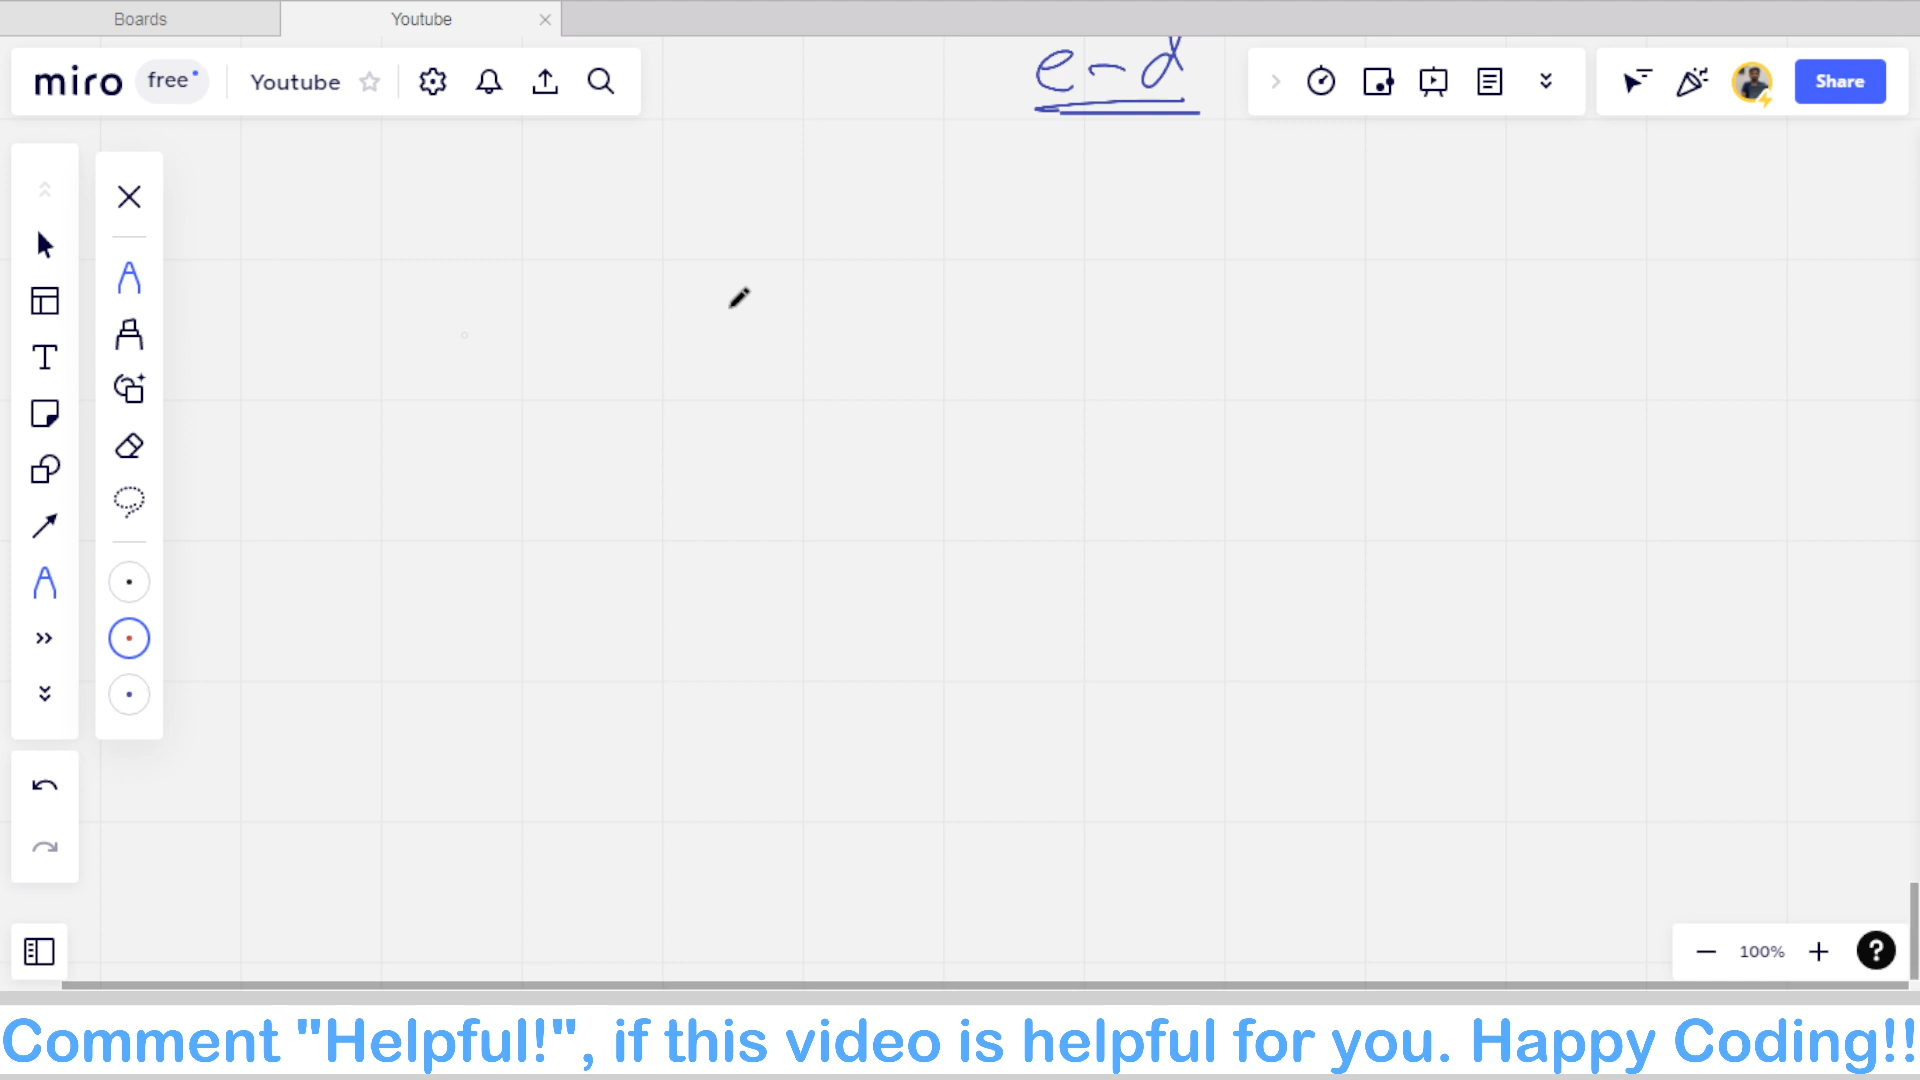 Boards
Youtube
miro free Youtube
e-d
Share
100%
Comment "Helpful!", if this video is helpful for you. Happy Coding!!